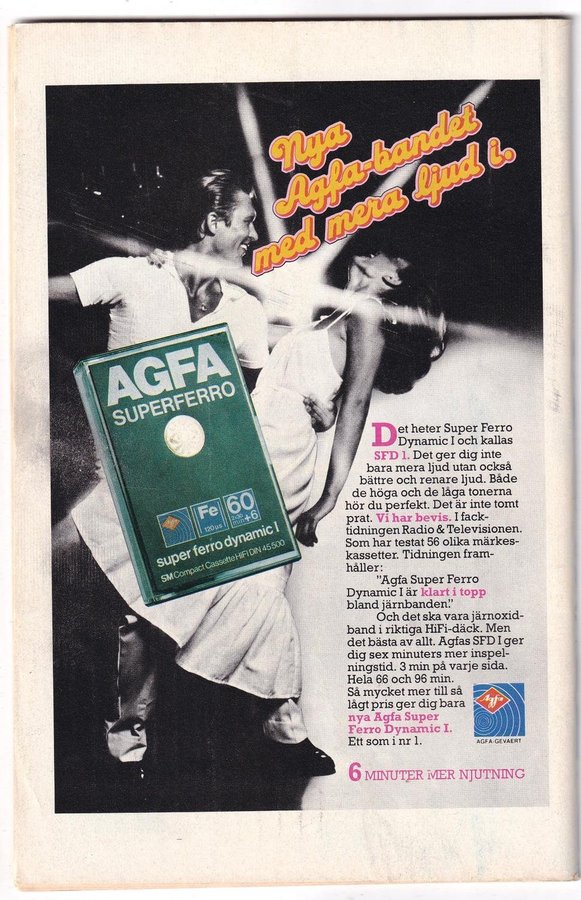 Nya
Agfa-bandet
med mera ljud i.
AGFA
SUPERFERRO
Fe
120 µs
60
min+6
super ferro dynamic I
SM Compact Cassette HIFI DIN 45 500
Det heter Super Ferro
Dynamic I och kallas
SFD 1. Det ger dig inte
bara mera ljud utan också
bättre och renare ljud. Både
de höga och de låga tonerna
hör du perfekt. Det är inte tomt
prat. Vi har bevis. I fack-
tidningen Radio & Televisionen.
Som har testat 56 olika märkes-
kassetter. Tidningen fram-
håller:
"Agfa Super Ferro
Dynamic I är klart i topp
bland järnbanden."
Och det ska vara järnoxid-
band i riktiga HiFi-däck. Men
det bästa av allt. Agfas SFD I ger
dig sex minuters mer inspel-
ningstid. 3 min på varje sida.
Hela 66 och 96 min.
Så mycket mer till så
lågt pris ger dig bara
nya Agfa Super
Ferro Dynamic I.
Ett som i nr 1.
Agfa
AGFA-GEVAERT
6 MINUTER MER NJUTNING